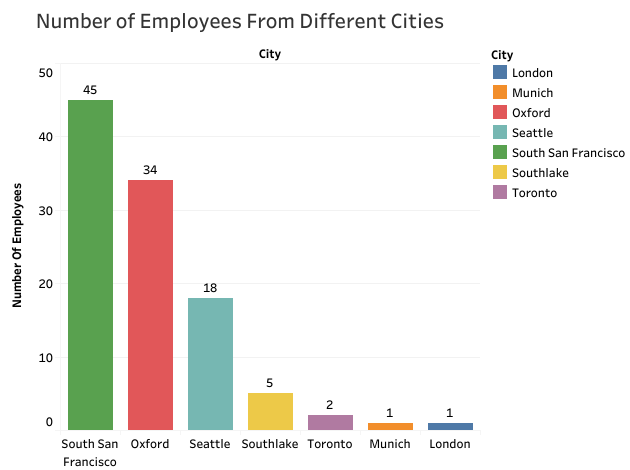 Number of Employees From Different Cities
City
City
London
Munich
Oxford
Seattle
South San Francisco
Southlake
Toronto
Number Of Employees
50
40
30
20
10
0
45
34
18
5
2
1
1
South San
Francisco
Oxford
Seattle
Southlake
Toronto
Munich
London